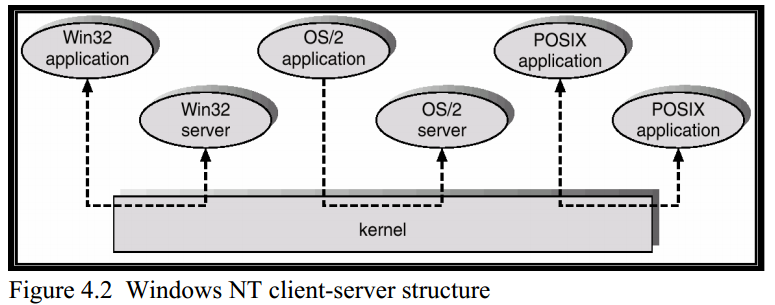 Win32
application
OS/2
application
POSIX
application
Win32
server
OS/2
server
POSIX
application
kernel
Figure 4.2 Windows NT client-server structure